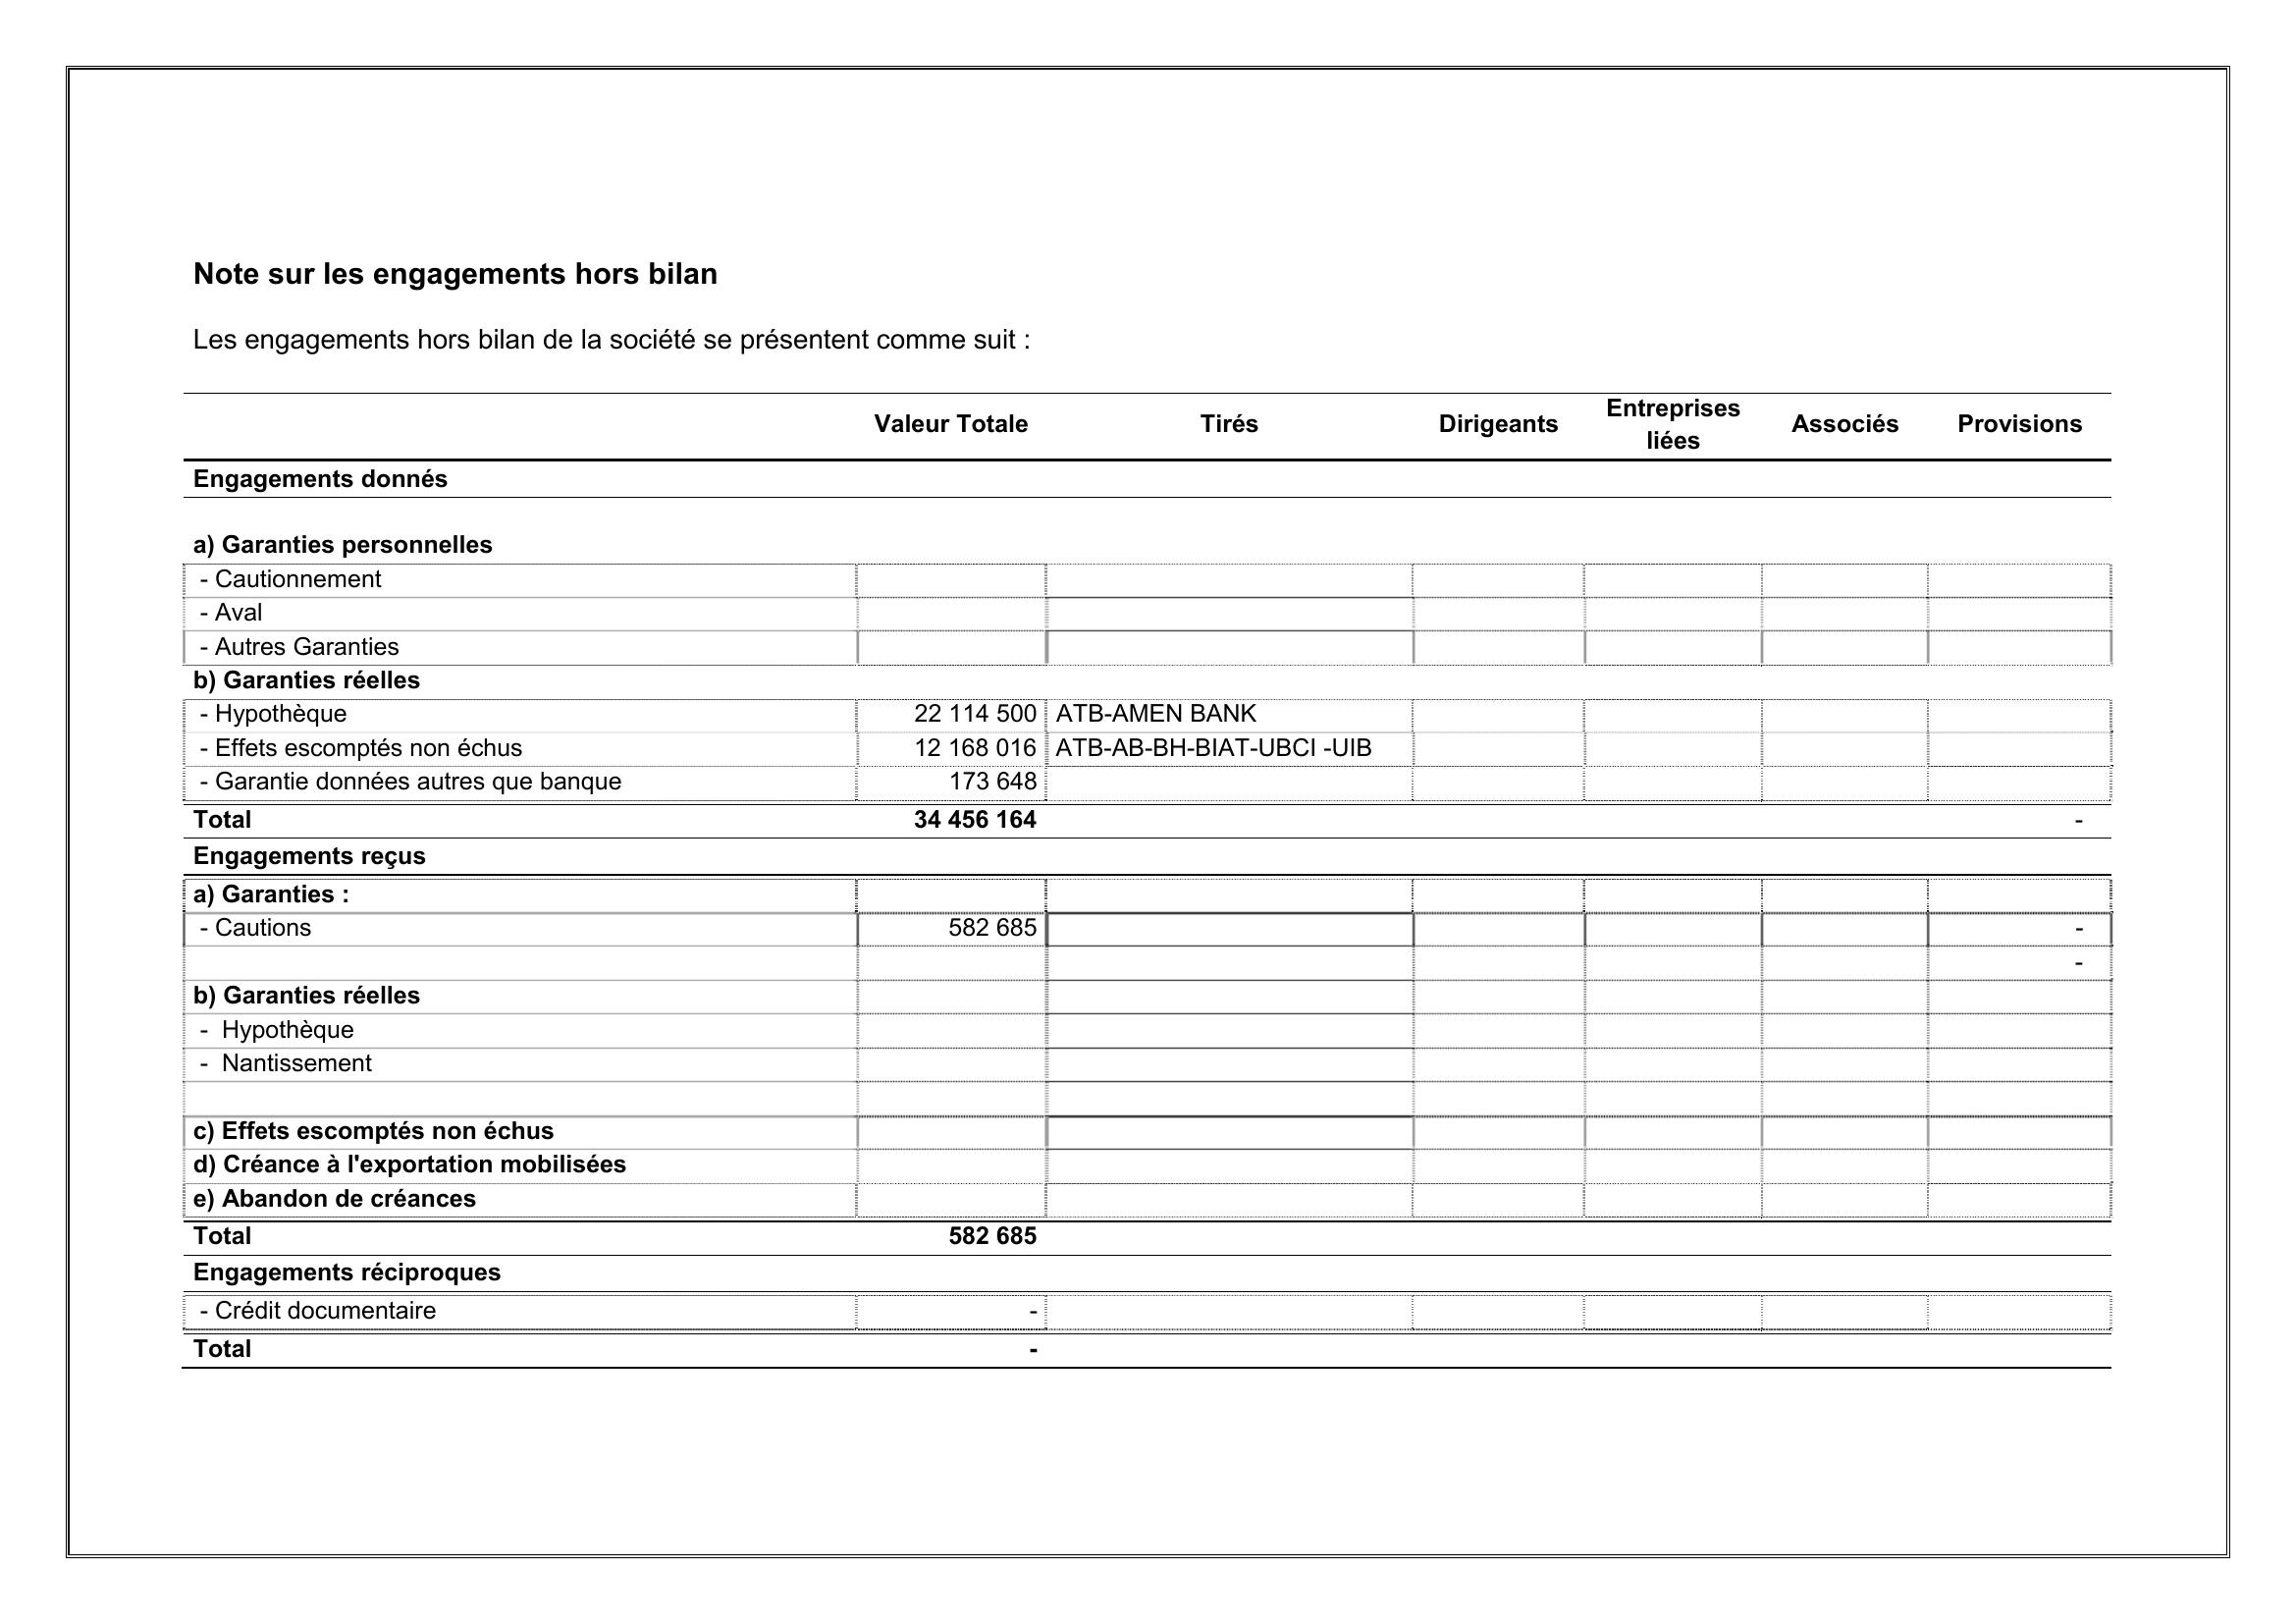 Note sur les engagements hors bilan
Les engagements hors bilan de la société se présentent comme suit :
Valeur Totale Tirés Dirigeants Entreprises liées Associés Provisions
Engagements donnés
a) Garanties personnelles
- Cautionnement
- Aval
- Autres Garanties
b) Garanties réelles
- Hypothèque 22 114 500 ATB-AMEN BANK
- Effets escomptés non échus 12 168 016 ATB-AB-BH-BIAT-UBCI -UIB
- Garantie données autres que banque 173 648
Total 34 456 164 -
Engagements reçus
a) Garanties :
- Cautions 582 685 -
-
b) Garanties réelles
- Hypothèque
- Nantissement
c) Effets escomptés non échus
d) Créance à l'exportation mobilisées
e) Abandon de créances
Total 582 685
Engagements réciproques
- Crédit documentaire -
Total -